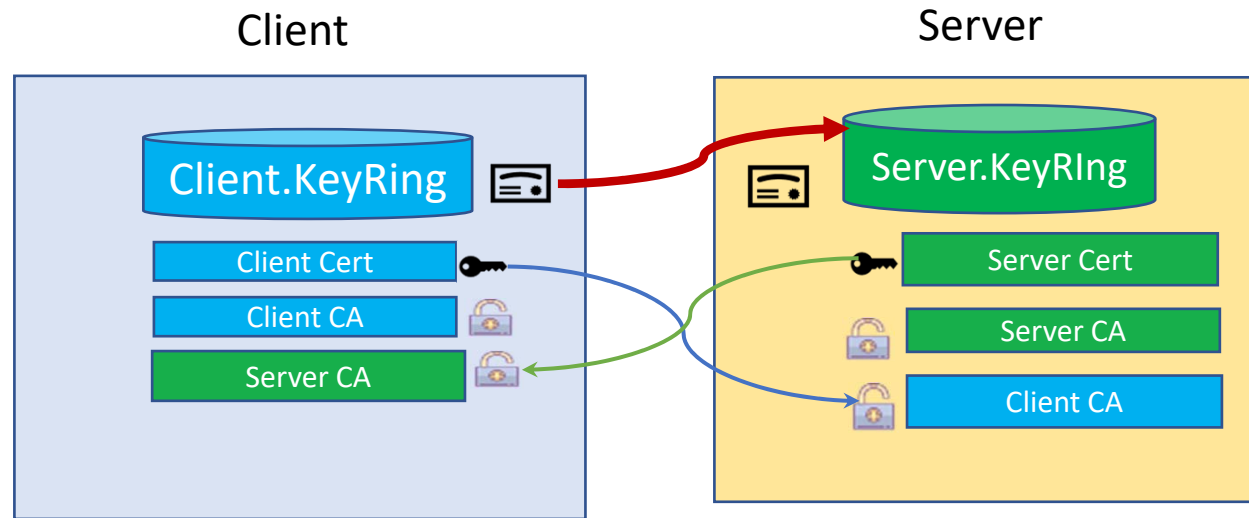 Client
Server
Client.KeyRing
Server.KeyRIng
Client Cert
Server Cert
Client CA
Server CA
Server CA
Client CA